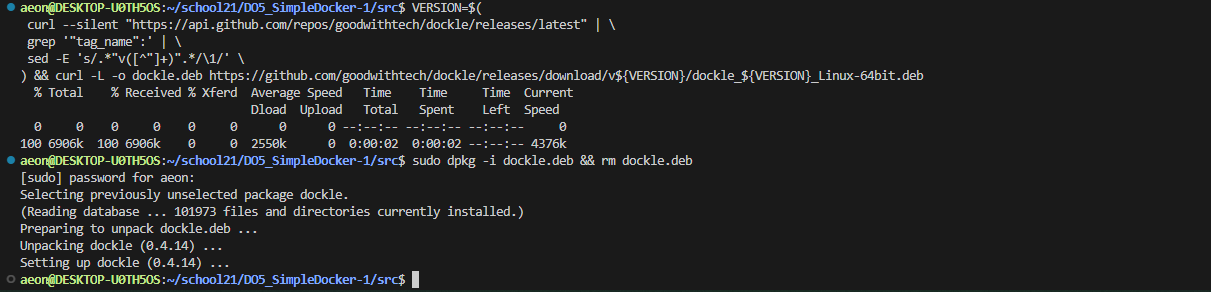 aeon@DESKTOP-U0TH5OS:~/school21/DO5_SimpleDocker-1/src$ VERSION=$(
 curl --silent "https://api.github.com/repos/goodwithtech/dockle/releases/latest" | \
 grep '"tag_name":' | \
 sed -E 's/.*"v([^"]+)".*/\1/' \
) && curl -L -o dockle.deb https://github.com/goodwithtech/dockle/releases/download/v${VERSION}/dockle_${VERSION}_Linux-64bit.deb
  % Total    % Received % Xferd  Average Speed   Time    Time     Time  Current
                                 Dload  Upload   Total   Spent    Left  Speed
  0     0    0     0    0     0      0      0 --:--:-- --:--:-- --:--:--     0
100 6906k  100 6906k    0     0  2550k      0  0:00:02  0:00:02 --:--:-- 4376k
aeon@DESKTOP-U0TH5OS:~/school21/DO5_SimpleDocker-1/src$ sudo dpkg -i dockle.deb && rm dockle.deb
[sudo] password for aeon:
Selecting previously unselected package dockle.
(Reading database ... 101973 files and directories currently installed.)
Preparing to unpack dockle.deb ...
Unpacking dockle (0.4.14) ...
Setting up dockle (0.4.14) ...
aeon@DESKTOP-U0TH5OS:~/school21/DO5_SimpleDocker-1/src$